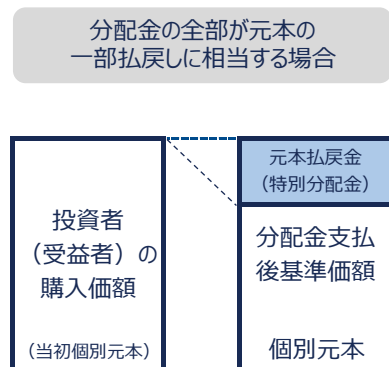 分配金の全部が元本の
一部払戻しに相当する場合
投資者
（受益者）の
購入価額
（当初個別元本）
元本払戻金
（特別分配金）
分配金支払
後基準価額
個別元本